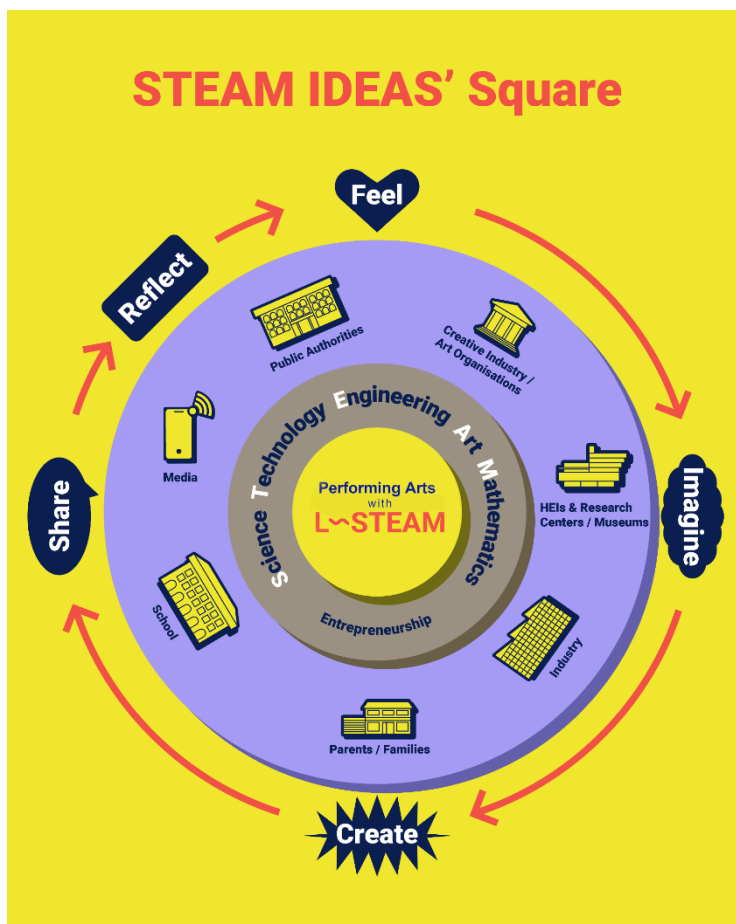 STEAM IDEAS' Square
Feel
Reflect
Public Authorities
Creative Industry /
Art Organisations
Media
Science Technology Engineering Art Mathematics
Performing Arts
with
L~STEAM
HEIs & Research
Centers / Museums
Imagine
Share
School
Entrepreneurship
Industry
Parents / Families
Create